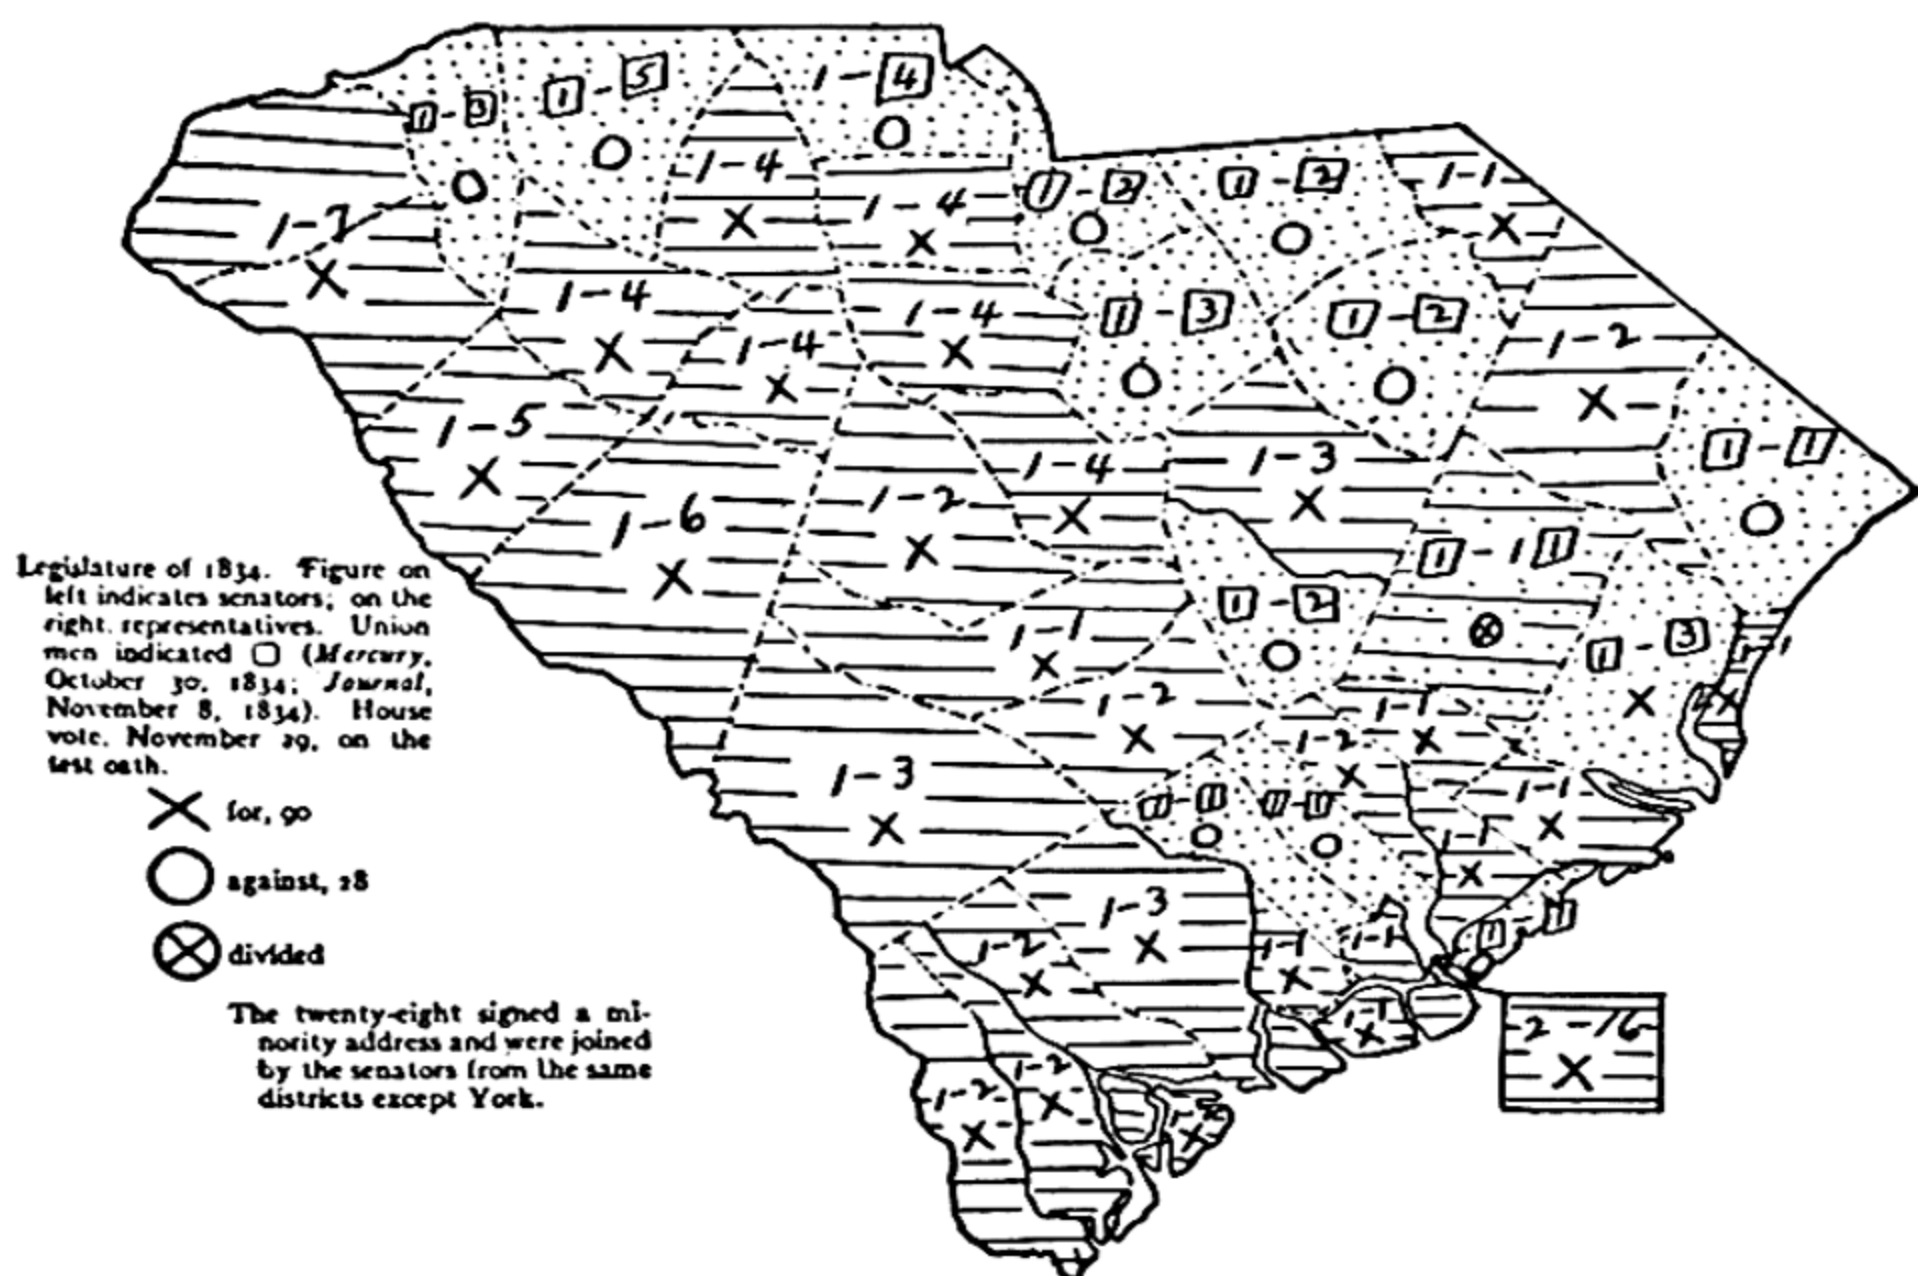 1 - 3
1 - 5
1 - 4
1 - 4
1 - 4
1 - 2
1 - 2
1 - 1
1 - 7
1 - 4
1 - 4
1 - 4
1 - 3
1 - 2
1 - 2
1 - 5
1 - 4
1 - 3
1 - 1
1 - 6
1 - 2
1 - 1 1
1 - 2
1 - 3
1 - 1
1 - 2
1 - 1
1 - 2
1 - 3
1 - 1
1 - 1
1 - 1
1 - 1
1 - 3
1 - 2
1 - 1
1 - 1
1 - 1
1 - 1
2 - 16
1 - 2
1 - 2
Legislature of 1834. Figure on
left indicates senators; on the
right, representatives. Union
men indicated (Mercury,
October 30, 1834; Journal,
November 8, 1834). House
vote, November 29, on the
test oath.
for, 90
against, 28
divided
The twenty-eight signed a mi-
nority address and were joined
by the senators from the same
districts except York.